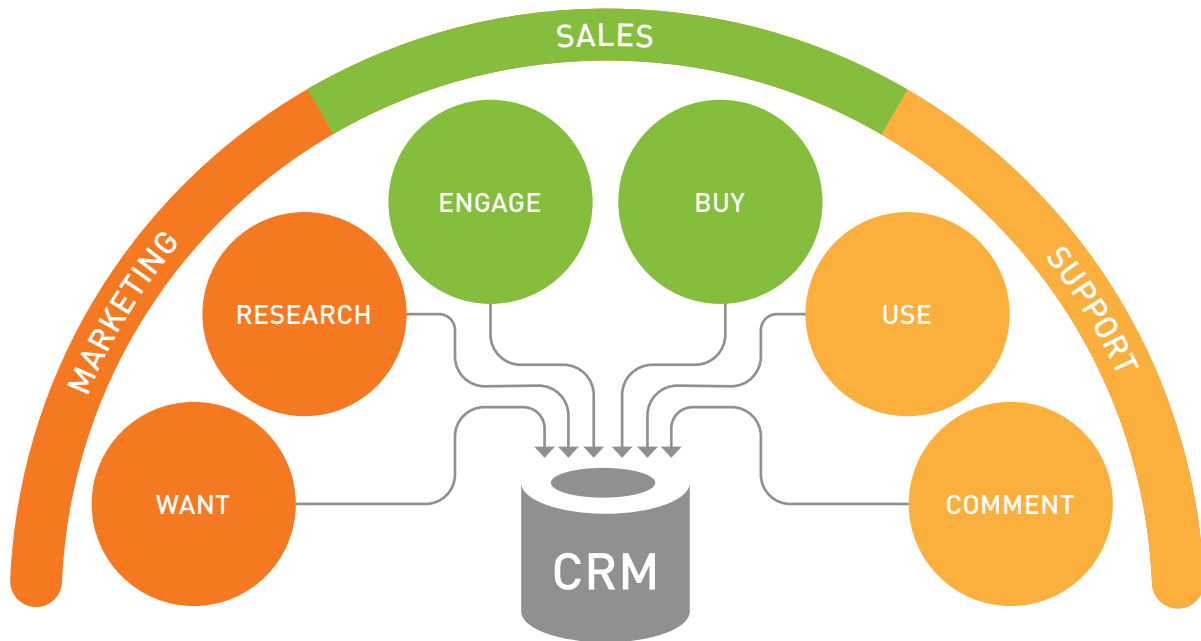 SALES
MARKETING
SUPPORT
ENGAGE
BUY
RESEARCH
USE
WANT
COMMENT
CRM